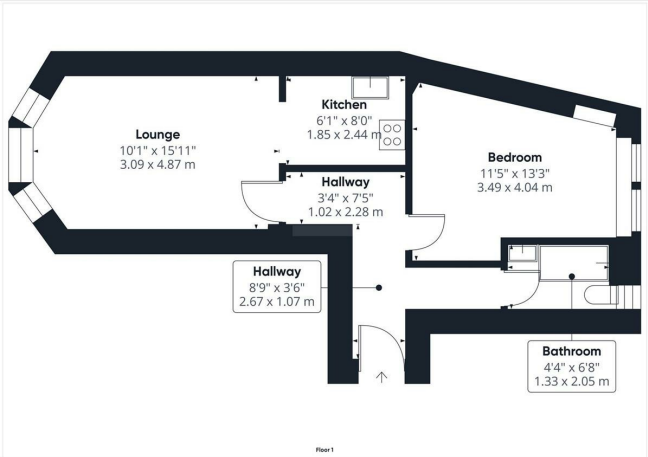 Lounge
10'1" x 15'11"
3.09 x 4.87 m
Kitchen
6'1" x 8'0"
1.85 x 2.44 m
Hallway
3'4" x 7'5"
1.02 x 2.28 m
Bedroom
11'5" x 13'3"
3.49 x 4.04 m
Hallway
8'9" x 3'6"
2.67 x 1.07 m
Bathroom
4'4" x 6'8"
1.33 x 2.05 m
Floor 1